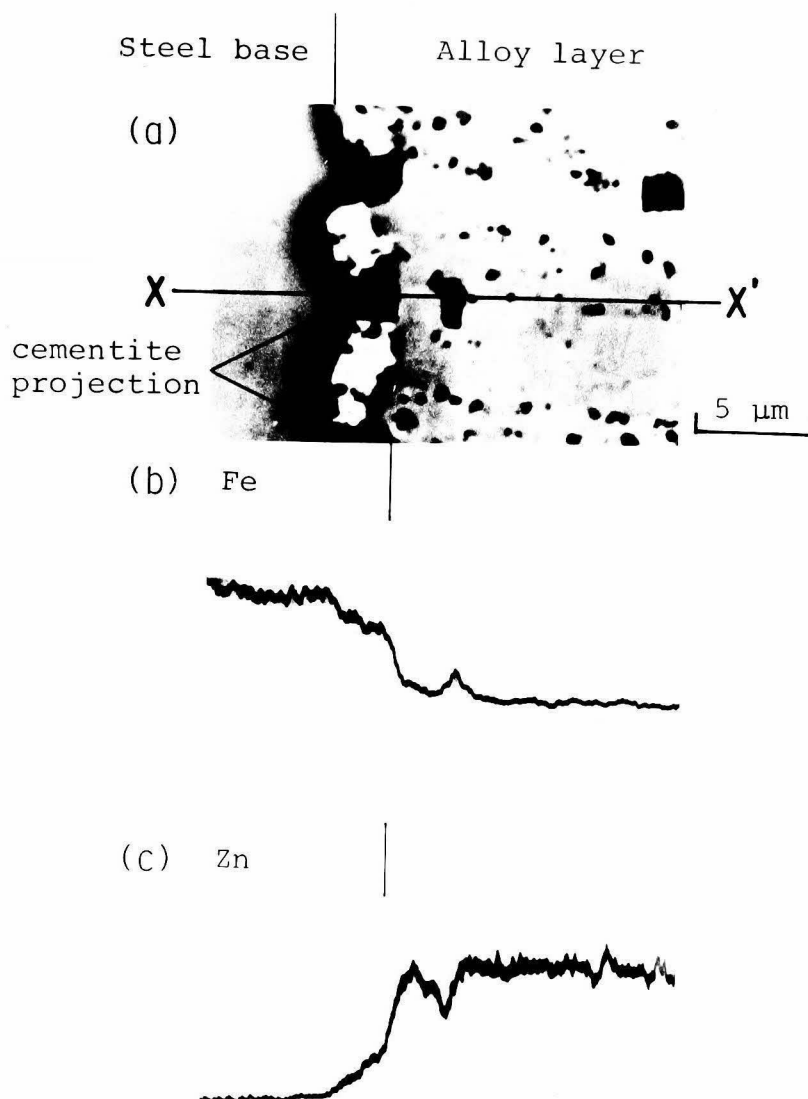 Steel base Alloy layer
(a)
X X'
cementite
projection
5 μm
(b) Fe
(C) Zn